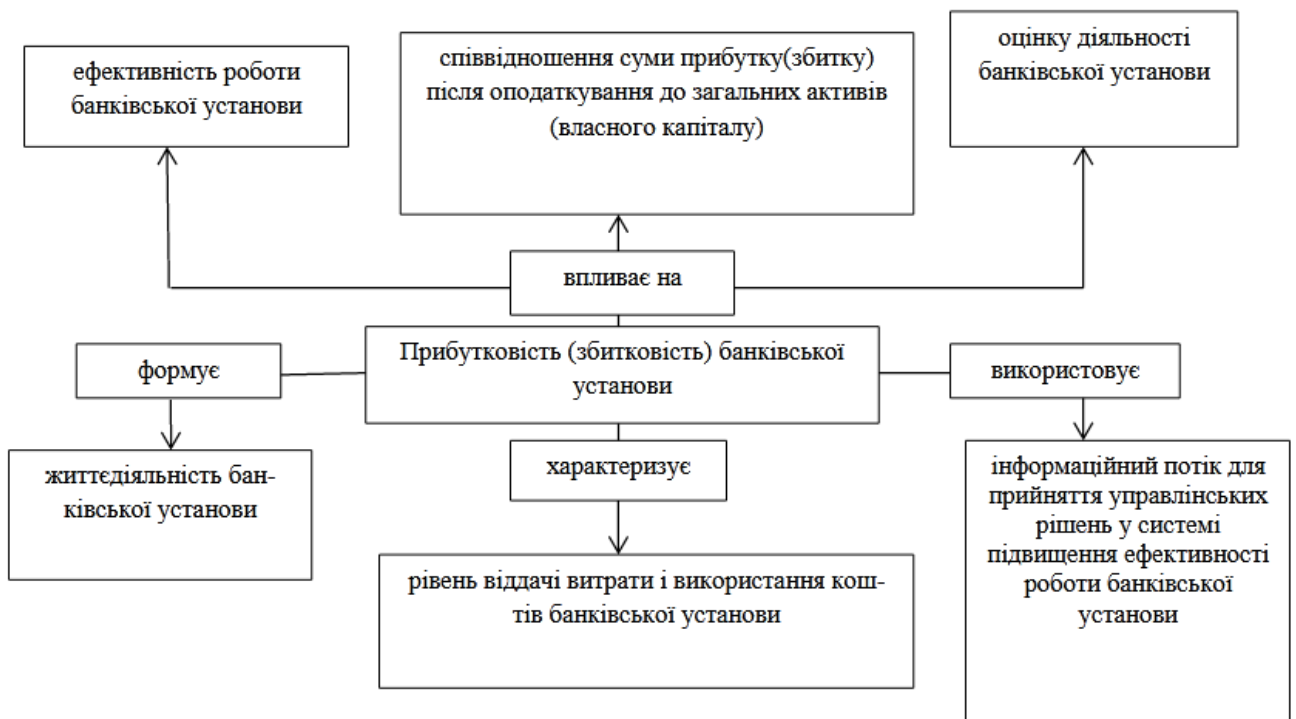 ефективність роботи
банківської установи
співвідношення суми прибутку(збитку)
після оподаткування до загальних активів
(власного капіталу)
оцінку діяльності
банківської установи
впливає на
Прибутковість (збитковість) банківської
установи
формує
використовує
характеризує
життєдіяльність бан-
ківської установи
рівень віддачі витрати і використання кош-
тів банківської установи
інформаційний потік для
прийняття управлінських
рішень у системі
підвищення ефективності
роботи банківської
установи